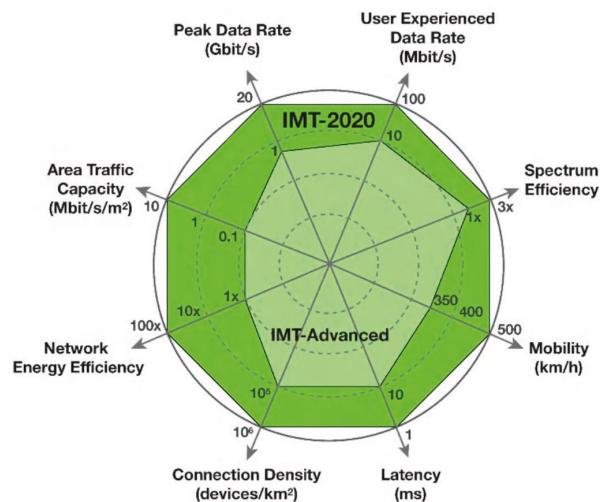 Peak Data Rate
(Gbit/s)
User Experienced
Data Rate
(Mbit/s)
20
100
IMT-2020
1
10
Area Traffic
Capacity
(Mbit/s/m²)
Spectrum
Efficiency
10
1
0.1
1x
3x
1x
350
10x
400
100x
500
IMT-Advanced
Network
Energy Efficiency
Mobility
(km/h)
10⁵
10
10⁶
1
Connection Density
(devices/km²)
Latency
(ms)